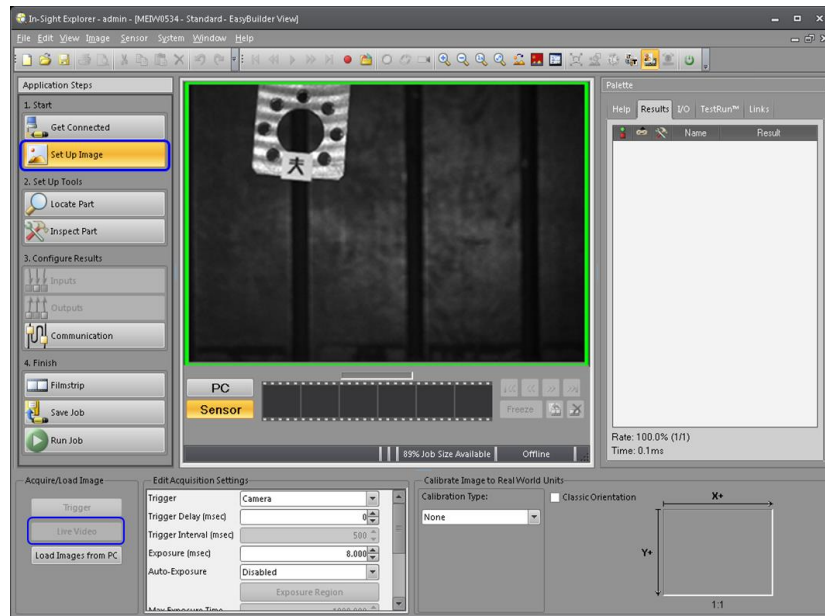 In-Sight Explorer - admin - [MEIW0534 - Standard - EasyBuilder View]
File Edit View Image Sensor System Window Help
Application Steps
1. Start
Get Connected
Set Up Image
2. Set Up Tools
Locate Part
Inspect Part
3. Configure Results
Inputs
Outputs
Communication
4. Finish
Filmstrip
Save Job
Run Job
夫
PC
Sensor
Freeze
89% Job Size Available Offline
Palette
Help Results I/O TestRun™ Links
Name Result
Rate: 100.0% (1/1)
Time: 0.1ms
Acquire/Load Image
Trigger
Live Video
Load Images from PC
Edit Acquisition Settings
Trigger Camera
Trigger Delay (msec) 0
Trigger Interval (msec) 500
Exposure (msec) 8.000
Auto-Exposure Disabled
Exposure Region
Max Exposure Time 1000.000
Calibrate Image to Real World Units
Calibration Type:
None
Classic Orientation
X+
Y+
1:1